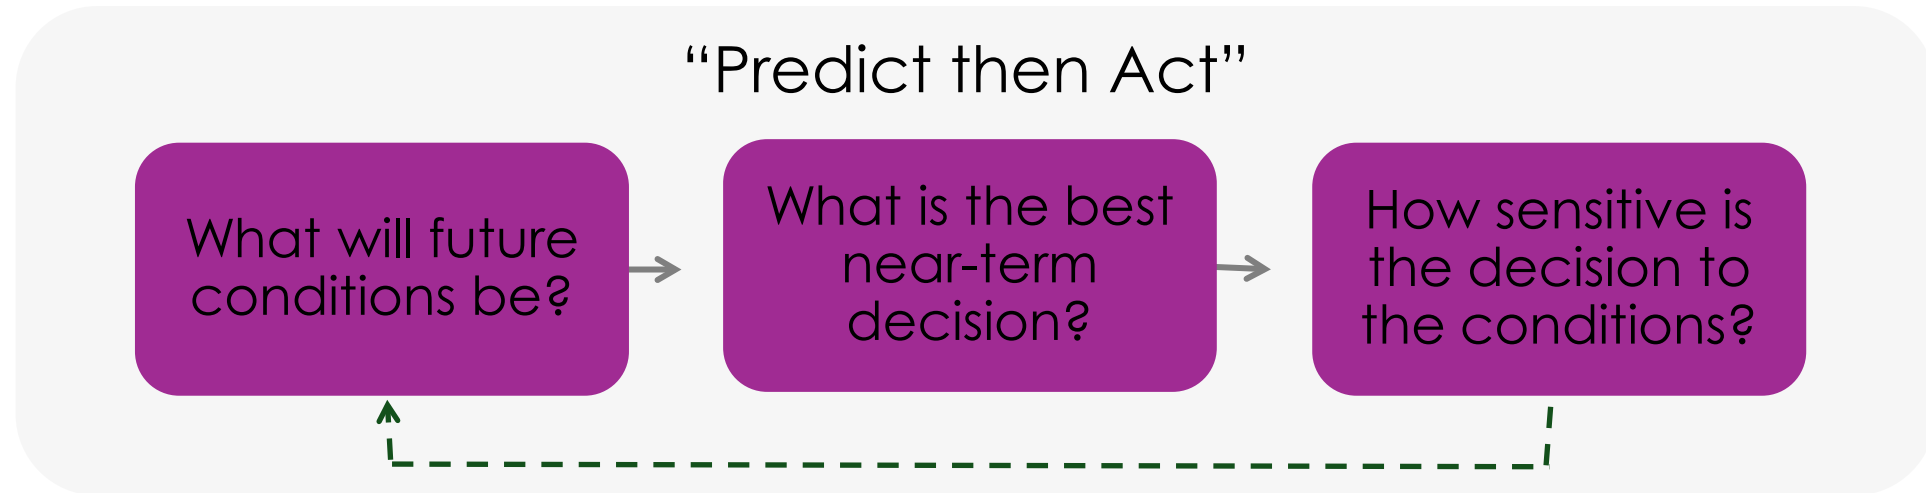 “Predict then Act”
What will future
conditions be?
What is the best
near-term
decision?
How sensitive is
the decision to
the conditions?